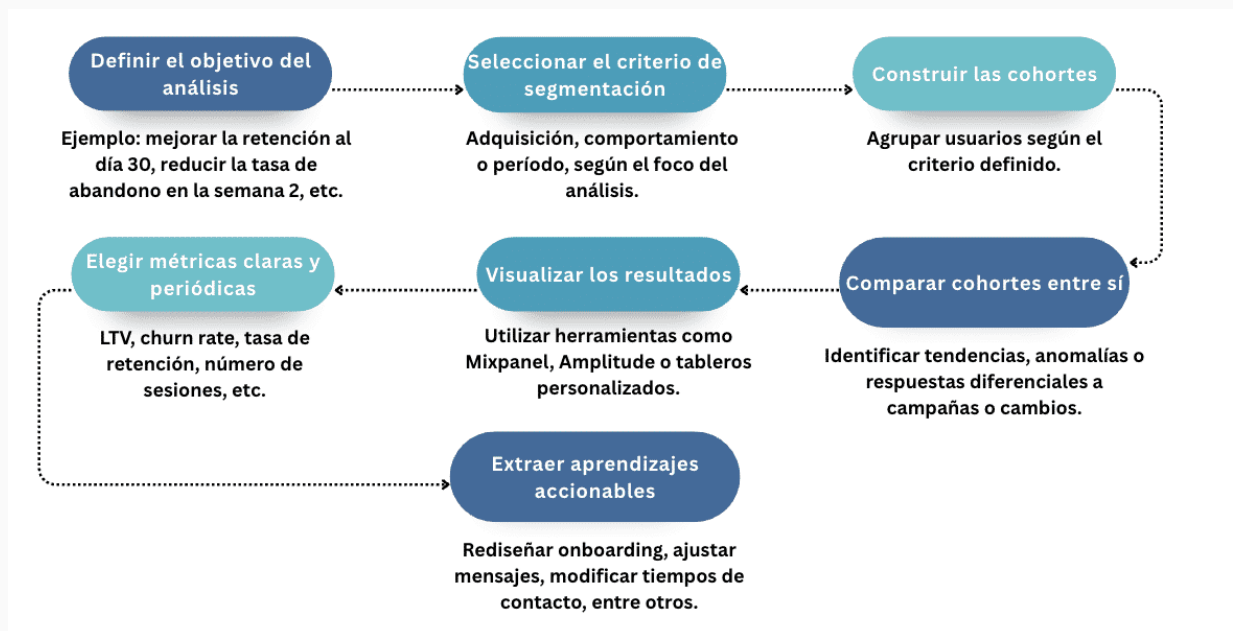 Definir el objetivo del
análisis
Ejemplo: mejorar la retención al
día 30, reducir la tasa de
abandono en la semana 2, etc.
Seleccionar el criterio de
segmentación
Adquisición, comportamiento
o período, según el foco del
análisis.
Construir las cohortes
Agrupar usuarios según el
criterio definido.
Comparar cohortes entre sí
Identificar tendencias, anomalías o
respuestas diferenciales a
campañas o cambios.
Visualizar los resultados
Utilizar herramientas como
Mixpanel, Amplitude o tableros
personalizados.
Elegir métricas claras y
periódicas
LTV, churn rate, tasa de
retención, número de
sesiones, etc.
Extraer aprendizajes
accionables
Rediseñar onboarding, ajustar
mensajes, modificar tiempos de
contacto, entre otros.